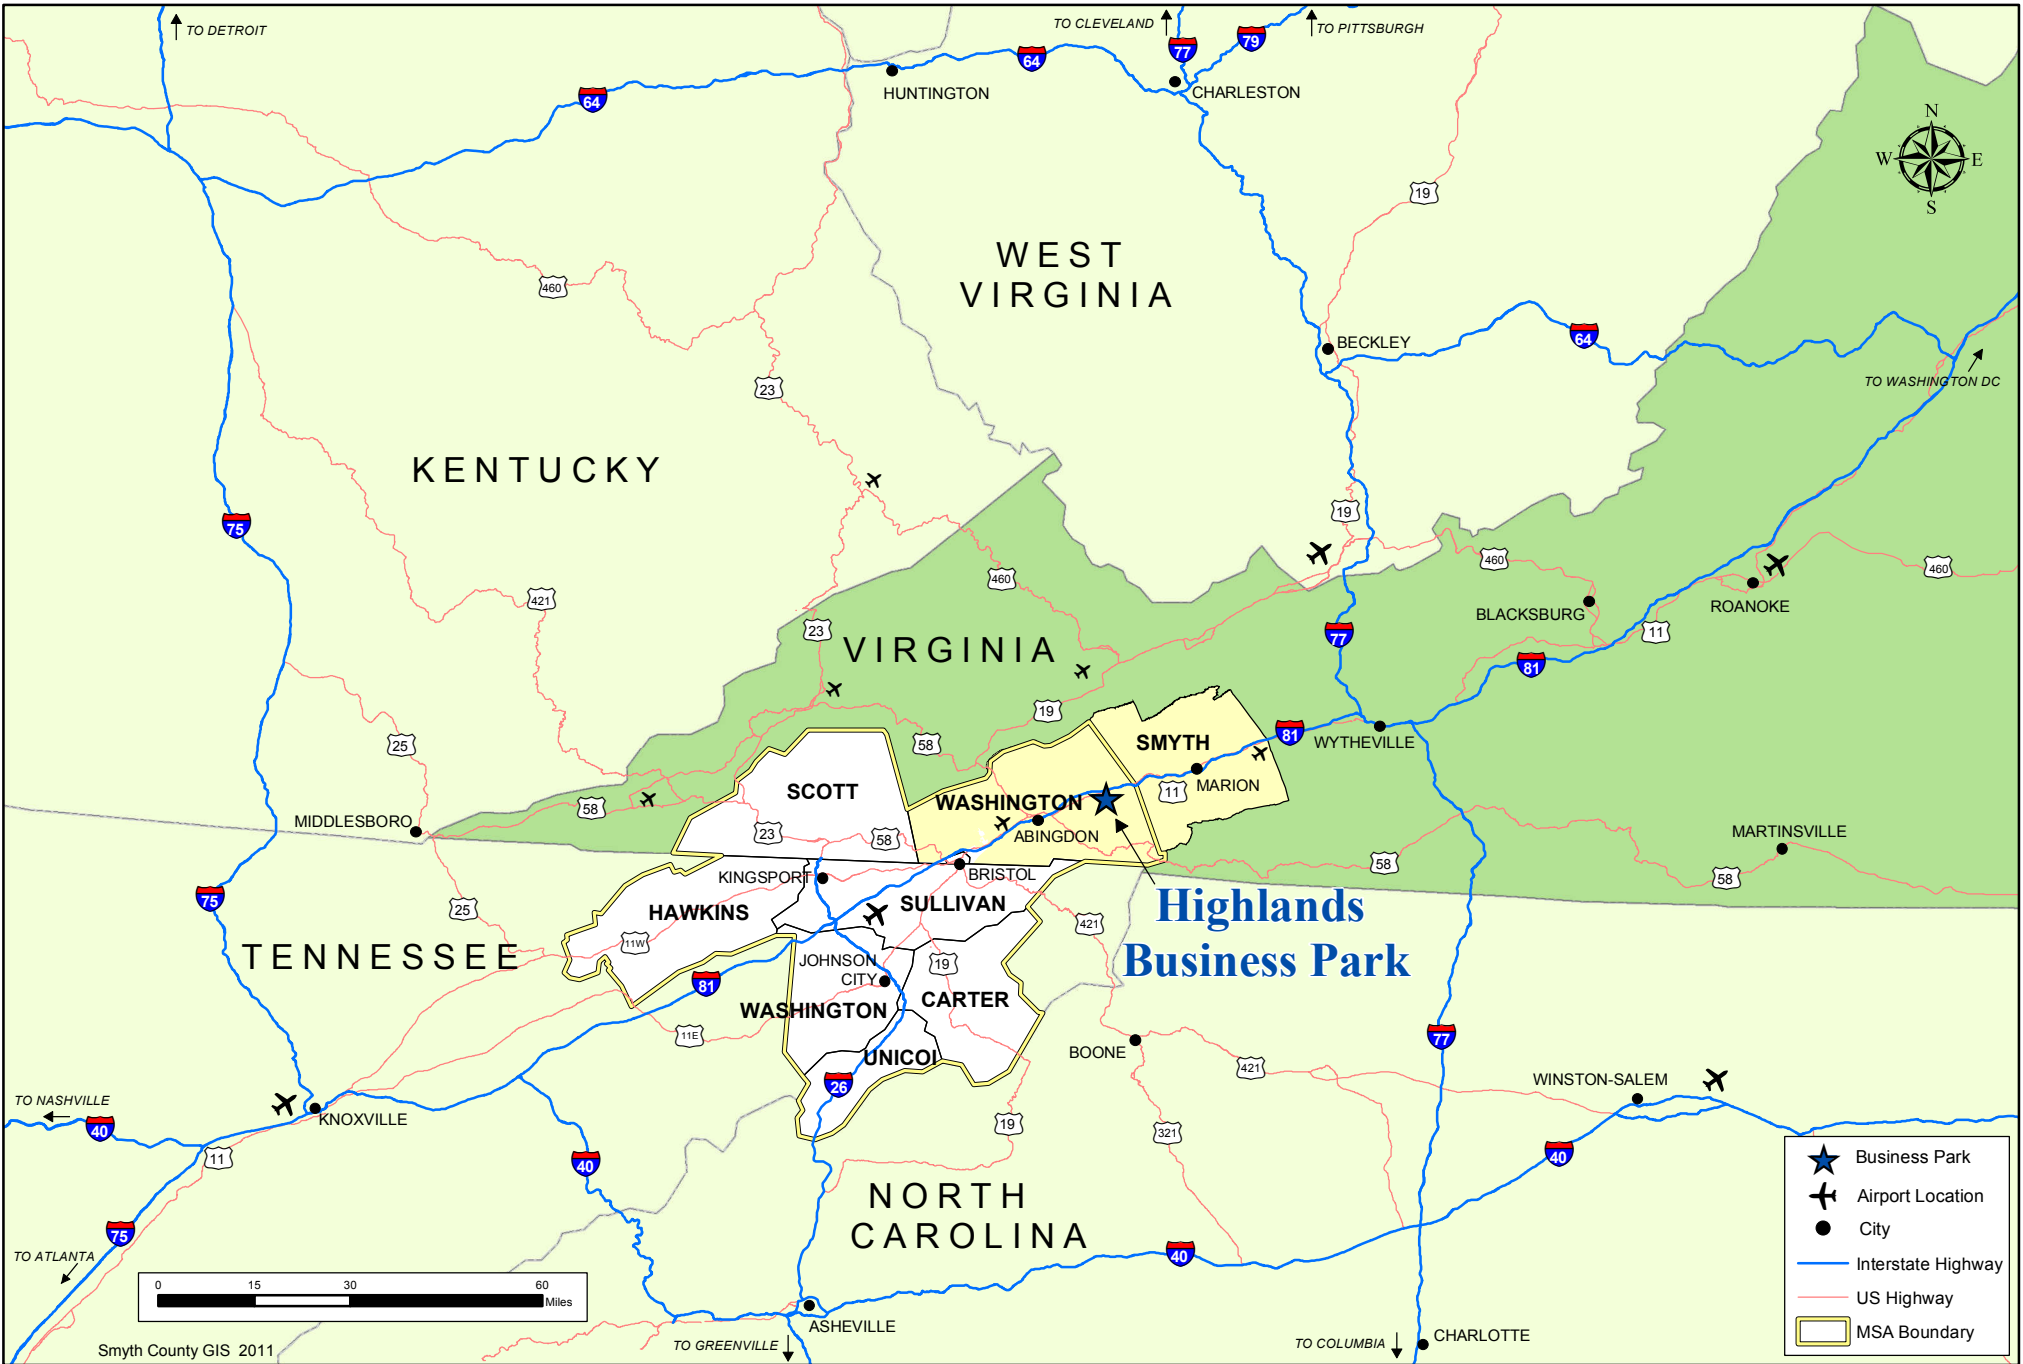 TO DETROIT
TO CLEVELAND
77
79
TO PITTSBURGH
64
64
HUNTINGTON
CHARLESTON
N
W
E
S
19
WEST
VIRGINIA
460
BECKLEY
64
TO WASHINGTON DC
23
KENTUCKY
75
19
460
460
460
421
BLACKSBURG
ROANOKE
23
VIRGINIA
77
11
81
19
25
58
SMYTH
81
WYTHEVILLE
SCOTT
MARION
58
WASHINGTON
11
MIDDLESBORO
23
58
ABINGDON
MARTINSVILLE
58
58
KINGSPORT
BRISTOL
75
25
HAWKINS
SULLIVAN
Highlands
Business Park
421
11W
TENNESSEE
JOHNSON
CITY
19
81
WASHINGTON
CARTER
11E
77
BOONE
UNICOI
421
26
WINSTON-SALEM
TO NASHVILLE
40
KNOXVILLE
19
321
11
40
40
Business Park
Airport Location
City
Interstate Highway
US Highway
MSA Boundary
NORTH
CAROLINA
75
TO ATLANTA
40
0
15
30
60
Miles
ASHEVILLE
TO GREENVILLE
TO COLUMBIA
CHARLOTTE
Smyth County GIS 2011